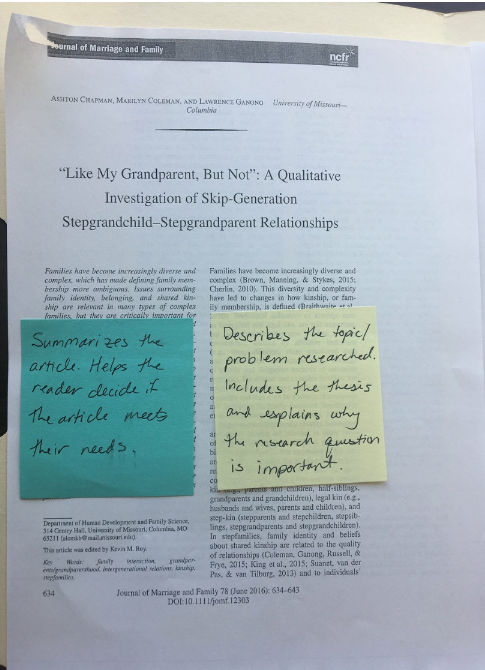 Journal of Marriage and Family
ncfr
ASHTON CHAPMAN, MARILYN COLEMAN, AND LAWRENCE GANONG University of Missouri–
Columbia
“Like My Grandparent, But Not”: A Qualitative
Investigation of Skip-Generation
Stepgrandchild–Stepgrandparent Relationships
Families have become increasingly diverse and
complex, which has made defining family mem-
bership more ambiguous. Issues surrounding
family identity, belonging, and shared kin-
ship are relevant in many types of complex
families, but they are critically important for
Summarizes the
article. Helps the
reader decide if
the article meets
their needs.
Department of Human Development and Family Science,
314 Gentry Hall, University of Missouri, Columbia, MO
This article was edited by Kevin M. Roy.
Key Words: family interaction, grandpar-
ents/grandparenthood, intergenerational relations, kinship,
stepfamilies.
Families have become increasingly diverse and
complex (Brown, Manning, & Stykes, 2015;
Cherlin, 2010). This diversity and complexity
have led to changes in how kinship, or fam-
ily membership, is defined (Braithwaite et al.,
Describes the topic/
problem researched.
Includes the thesis
and explains why
the research question
is important.
parents and children, half-siblings,
grandparents and grandchildren), legal kin (e.g.,
husbands and wives, parents and children), and
step-kin (stepparents and stepchildren, stepsib-
lings, stepgrandparents and stepgrandchildren).
In stepfamilies, family identity and beliefs
about shared kinship are related to the quality
of relationships (Coleman, Ganong, Russell, &
Frye, 2015; King et al., 2015; Suanet, van der
Pas, & van Tilburg, 2013) and to individuals'
634
Journal of Marriage and Family 78 (June 2016): 634–643
DOI:10.1111/jomf.12303